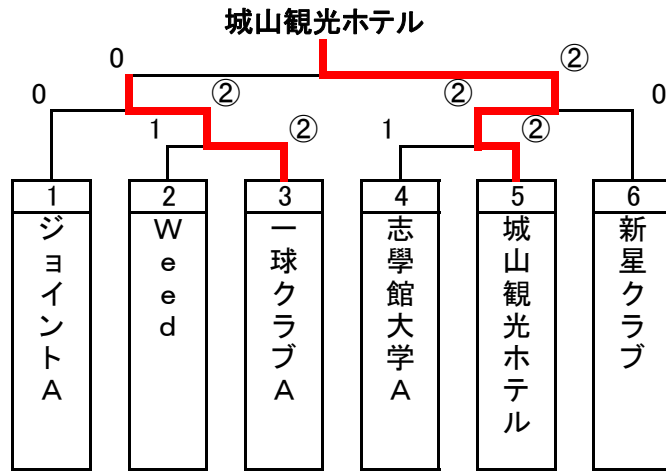 城山観光ホテル
0 ②
0 ② ② 0
1 ② 1 ②
1 2 3 4 5 6
ジョイントA
Weed
一球クラブA
志學館大学A
城山観光ホテル
新星クラブ